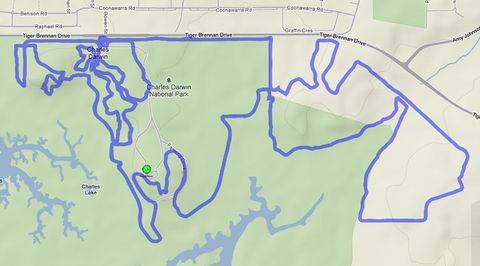 Coonawarra Rd
Coonawarra Rd
Benison Rd
Raphael Rd
Graffin Cres
Tiger Brennan Drive
Tiger Brennan Drive
Tiger Brennan Drive
Amy Johnson
Charles
Darwin
Charles Darwin
National Park
Charles
Lake